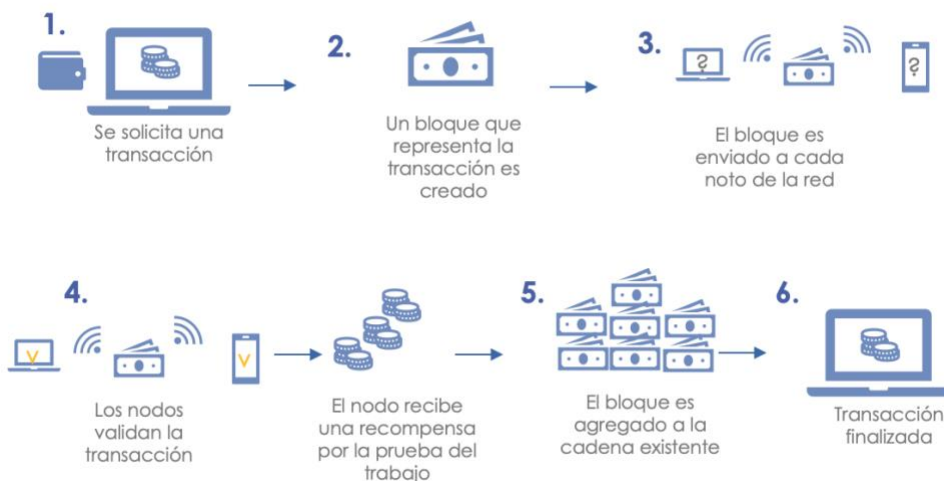 1.
Se solicita una
transacción
2.
Un bloque que
representa la
transacción es
creado
3.
El bloque es
enviado a cada
noto de la red
4.
Los nodos
validan la
transacción
El nodo recibe
una recompensa
por la prueba del
trabajo
5.
El bloque es
agregado a la
cadena existente
6.
Transacción
finalizada